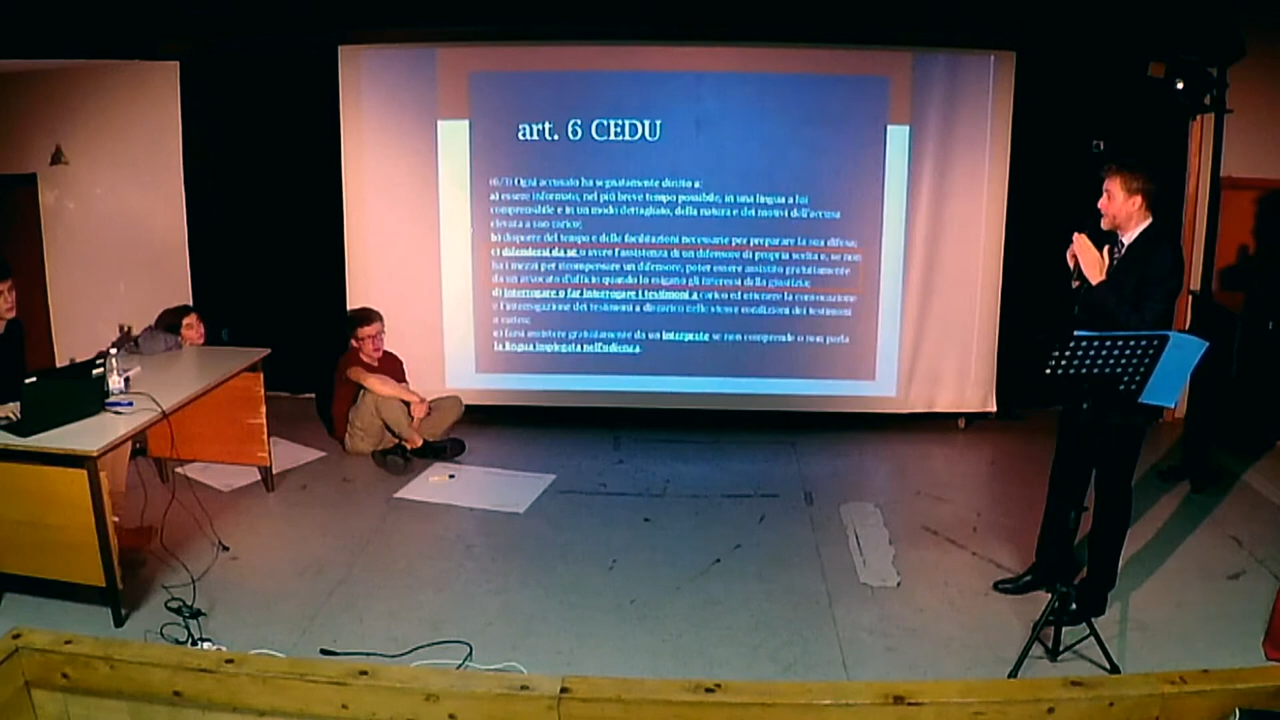 art. 6 CEDU
(6/3) Ogni accusato ha segnatamente diritto a:
a) essere informato, nel più breve tempo possibile, in una lingua a lui
comprensibile e in un modo dettagliato, della natura e dei motivi dell'accusa
elevata a suo carico;
b) disporre del tempo e delle facilitazioni necessarie per preparare la sua difesa;
c) difendersi da sé o avere l'assistenza di un difensore di propria scelta e, se non
ha i mezzi per ricompensare un difensore, poter essere assistito gratuitamente
da un avvocato d'ufficio quando lo esigano gli interessi della giustizia;
d) interrogare o far interrogare i testimoni a carico ed ottenere la convocazione
e l'interrogazione dei testimoni a discarico nelle stesse condizioni dei testimoni
a carico;
e) farsi assistere gratuitamente da un interprete se non comprende o non parla
la lingua impiegata nell'udienza.